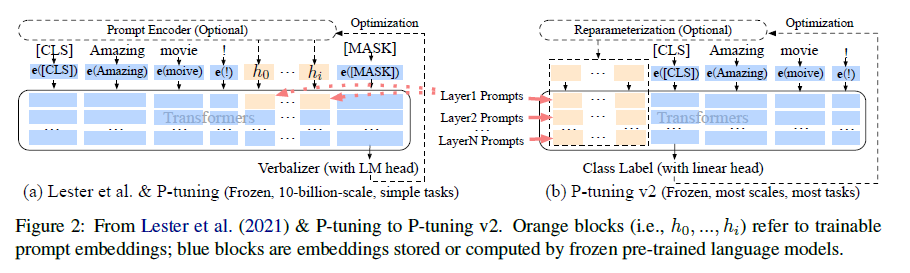 Prompt Encoder (Optional)
Optimization
[CLS] Amazing movie ! [MASK]
e([CLS]) e(Amazing) e(moive) e(!) h₀ ... hᵢ e([MASK])
Transformers
Verbalizer (with LM head)
(a) Lester et al. & P-tuning (Frozen, 10-billion-scale, simple tasks)
Layer1 Prompts
Layer2 Prompts
...
LayerN Prompts
Reparameterization (Optional)
Optimization
[CLS] Amazing movie !
e([CLS]) e(Amazing) e(moive) e(!)
Transformers
Class Label (with linear head)
(b) P-tuning v2 (Frozen, most scales, most tasks)
Figure 2: From Lester et al. (2021) & P-tuning to P-tuning v2. Orange blocks (i.e., h₀, ..., hᵢ) refer to trainable
prompt embeddings; blue blocks are embeddings stored or computed by frozen pre-trained language models.